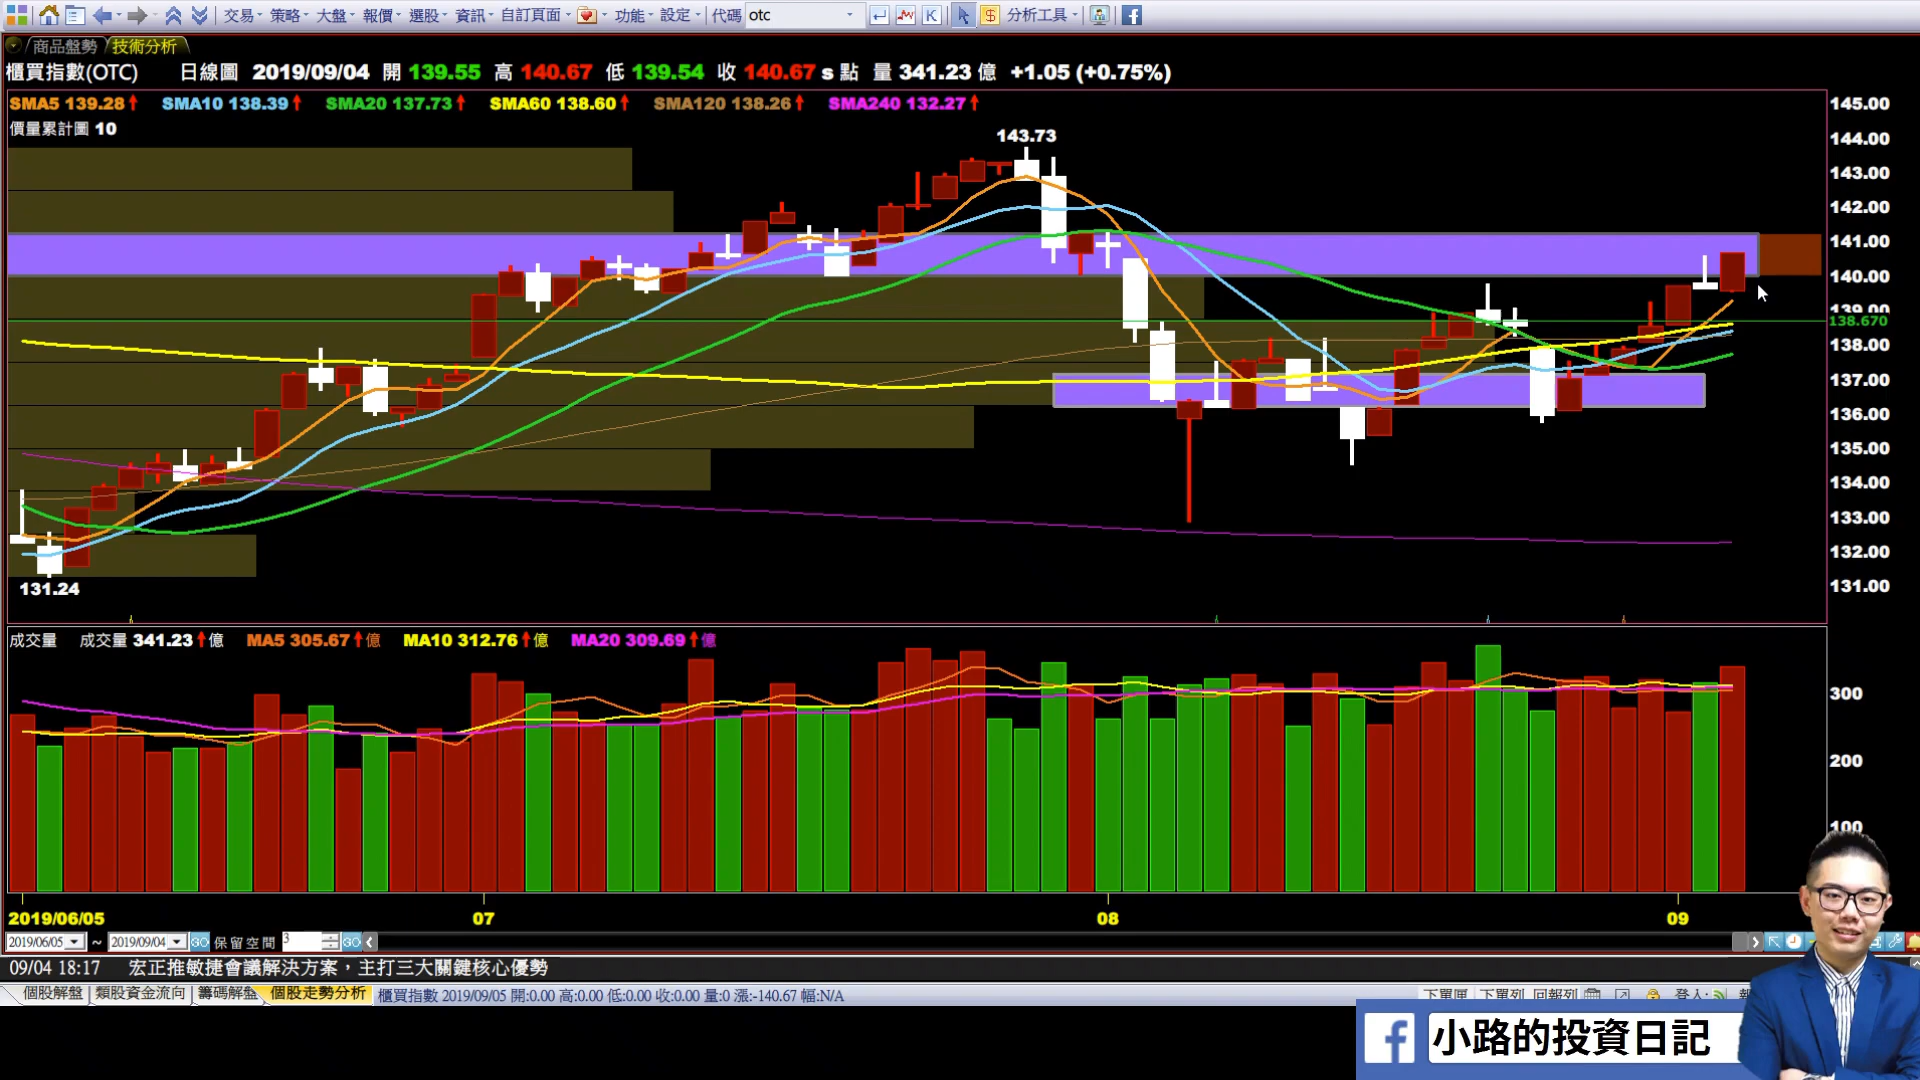 交易 策略 大盤 報價 選股 資訊 自訂頁面 功能 設定 代碼 otc K $ 分析工具
商品盤勢 技術分析
櫃買指數(OTC) 日線圖 2019/09/04 開 139.55 高 140.67 低 139.54 收 140.67 s 點 量 341.23 億 +1.05 (+0.75%)
SMA5 139.28 SMA10 138.39 SMA20 137.73 SMA60 138.60 SMA120 138.26 SMA240 132.27
價量累計圖 10
145.00
144.00
143.73
143.00
142.00
141.00
140.00
139.00
138.670
138.00
137.00
136.00
135.00
134.00
133.00
132.00
131.00
131.24
成交量 成交量 341.23 億 MA5 305.67 億 MA10 312.76 億 MA20 309.69 億
300
200
100
2019/06/05 07 08 09
2019/06/05 ~ 2019/09/04 GO 保留空間 3 GO
09/04 18:17 宏正推敏捷會議解決方案，主打三大關鍵核心優勢
個股解盤 類股資金流向 籌碼解盤 個股走勢分析 櫃買指數 2019/09/05 開:0.00 高:0.00 低:0.00 收:0.00 量:0 漲:-140.67 幅:N/A 下單匣 下單列 回報列 登入:
小路的投資日記